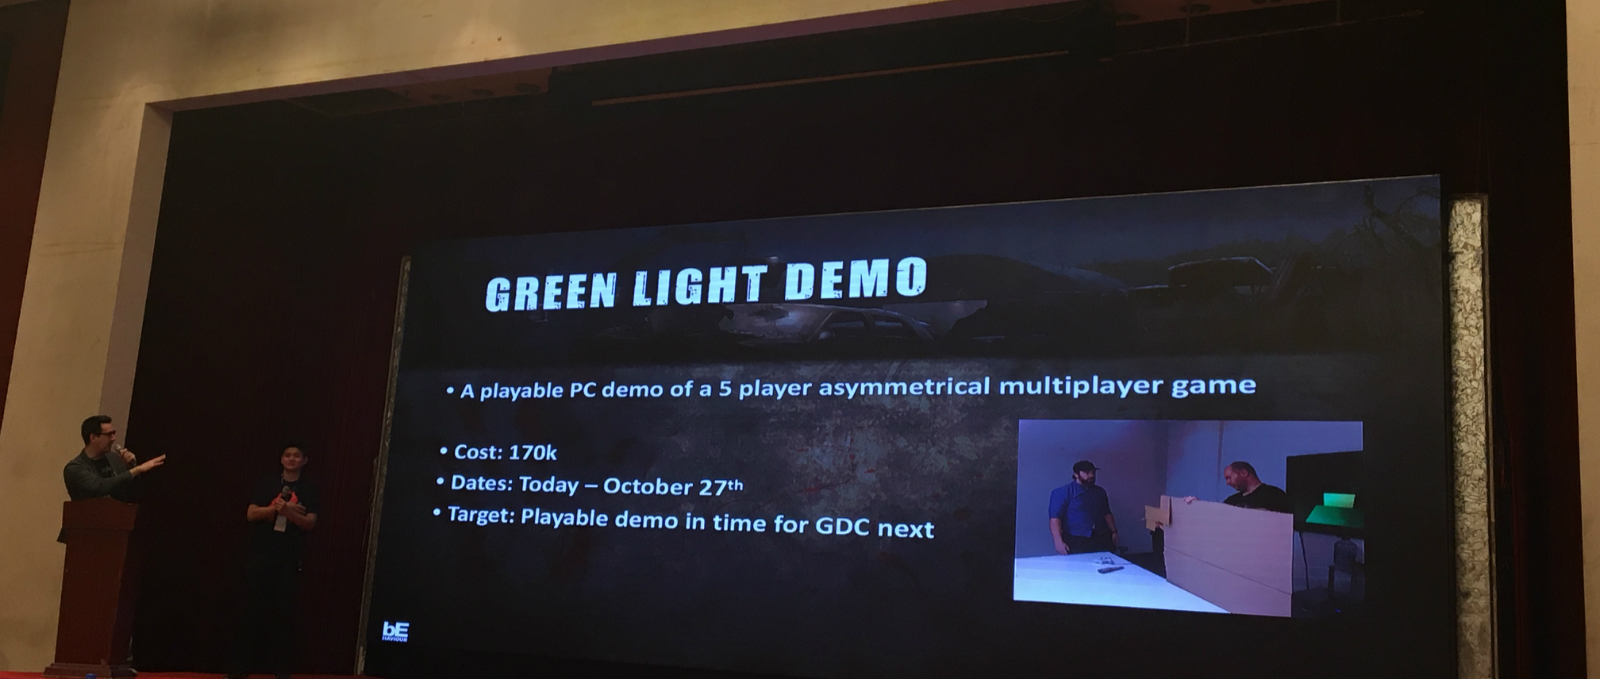 GREEN LIGHT DEMO
• A playable PC demo of a 5 player asymmetrical multiplayer game
• Cost: 170k
• Dates: Today – October 27th
• Target: Playable demo in time for GDC next
bE
HAVIOUR